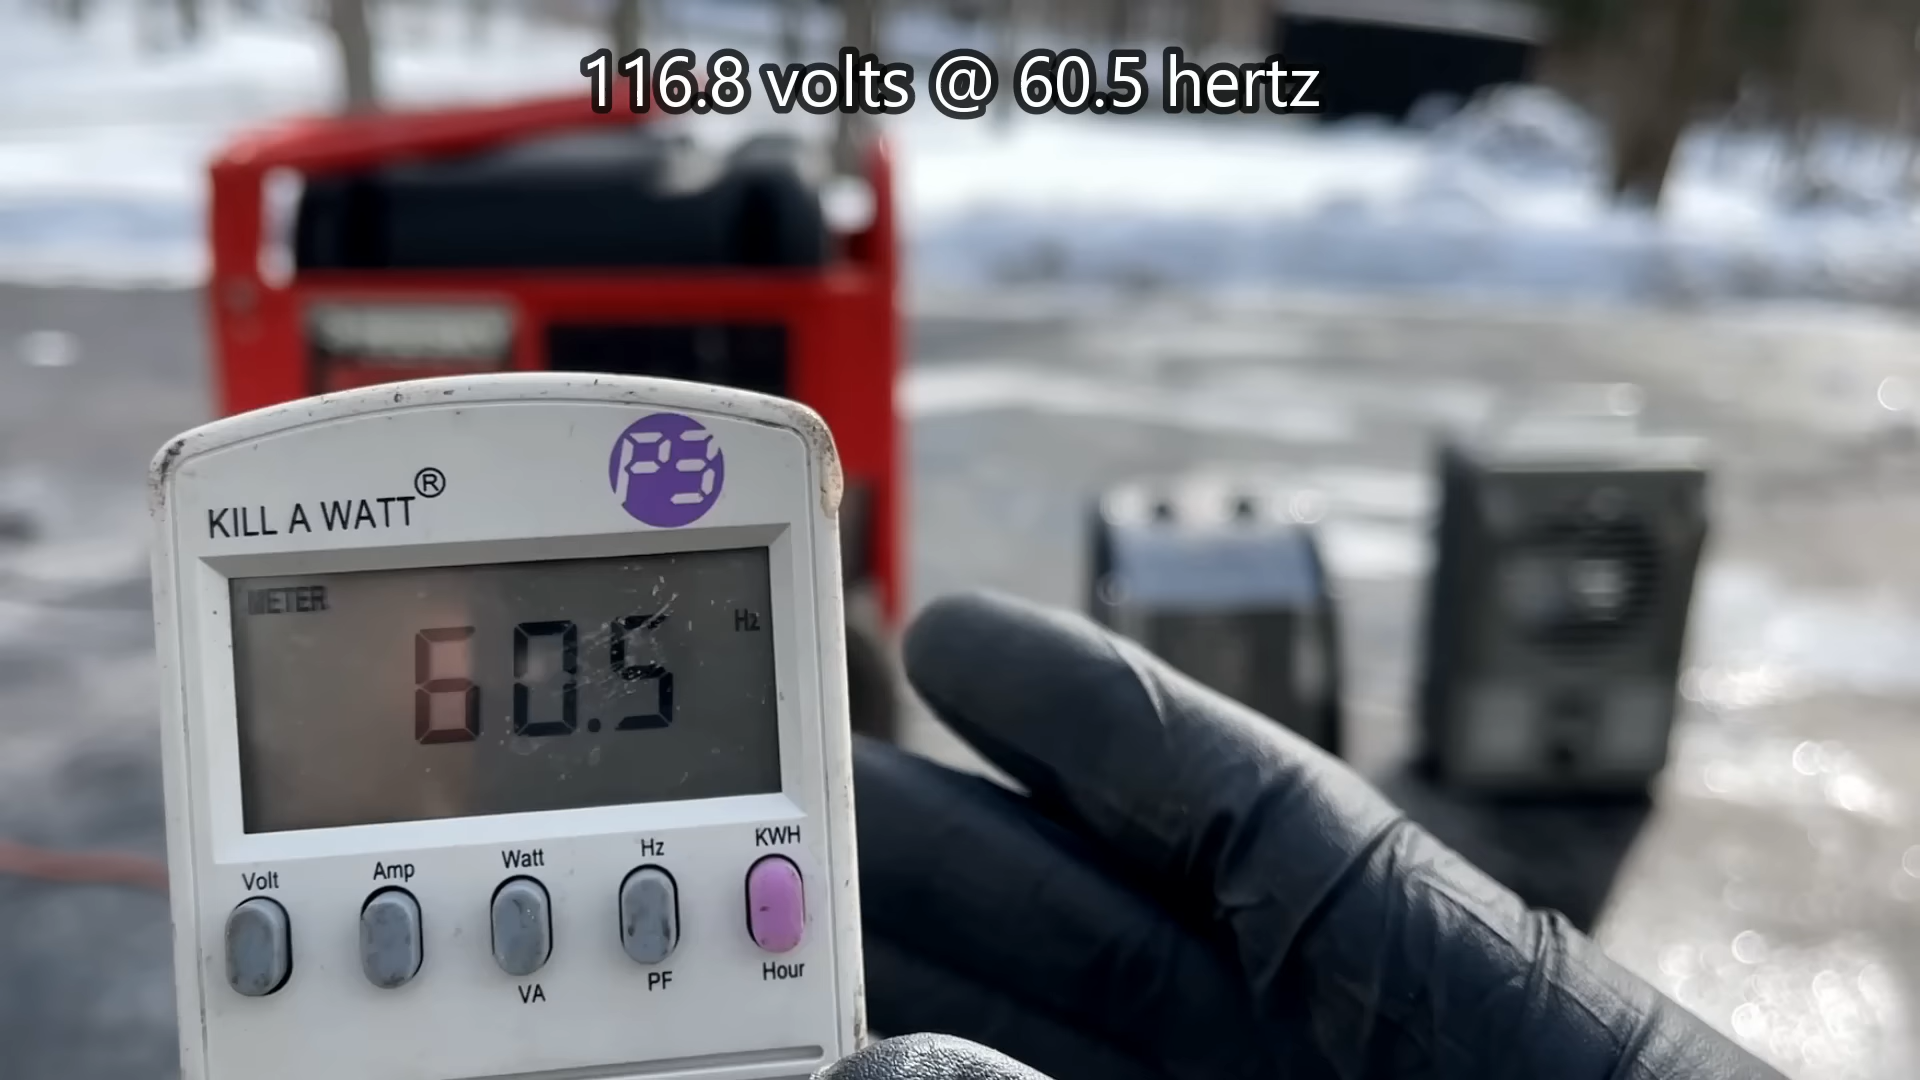 116.8 volts @ 60.5 hertz
P3
KILL A WATT®
METER
60.5 Hz
Volt Amp Watt Hz KWH
VA PF Hour